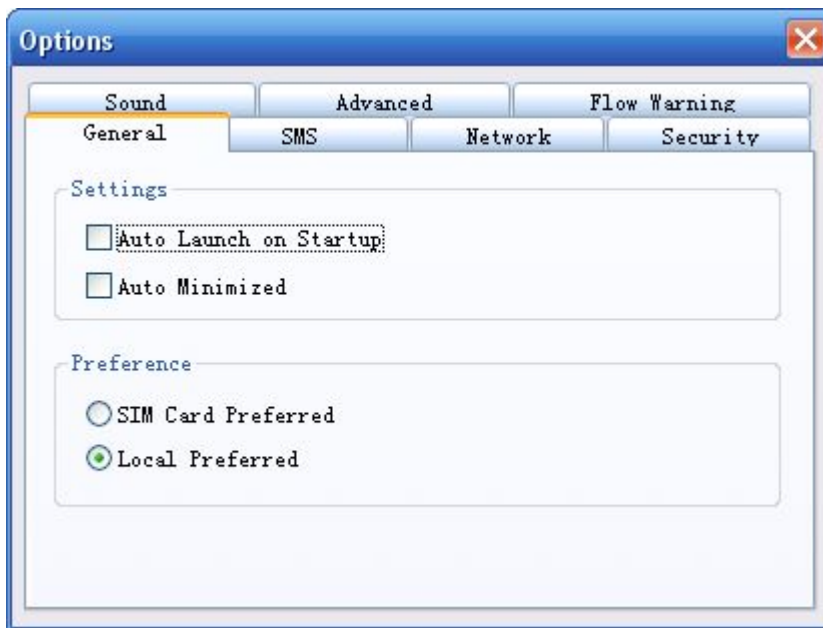 Options
Sound Advanced Flow Warning
General SMS Network Security
Settings
Auto Launch on Startup
Auto Minimized
Preference
SIM Card Preferred
Local Preferred